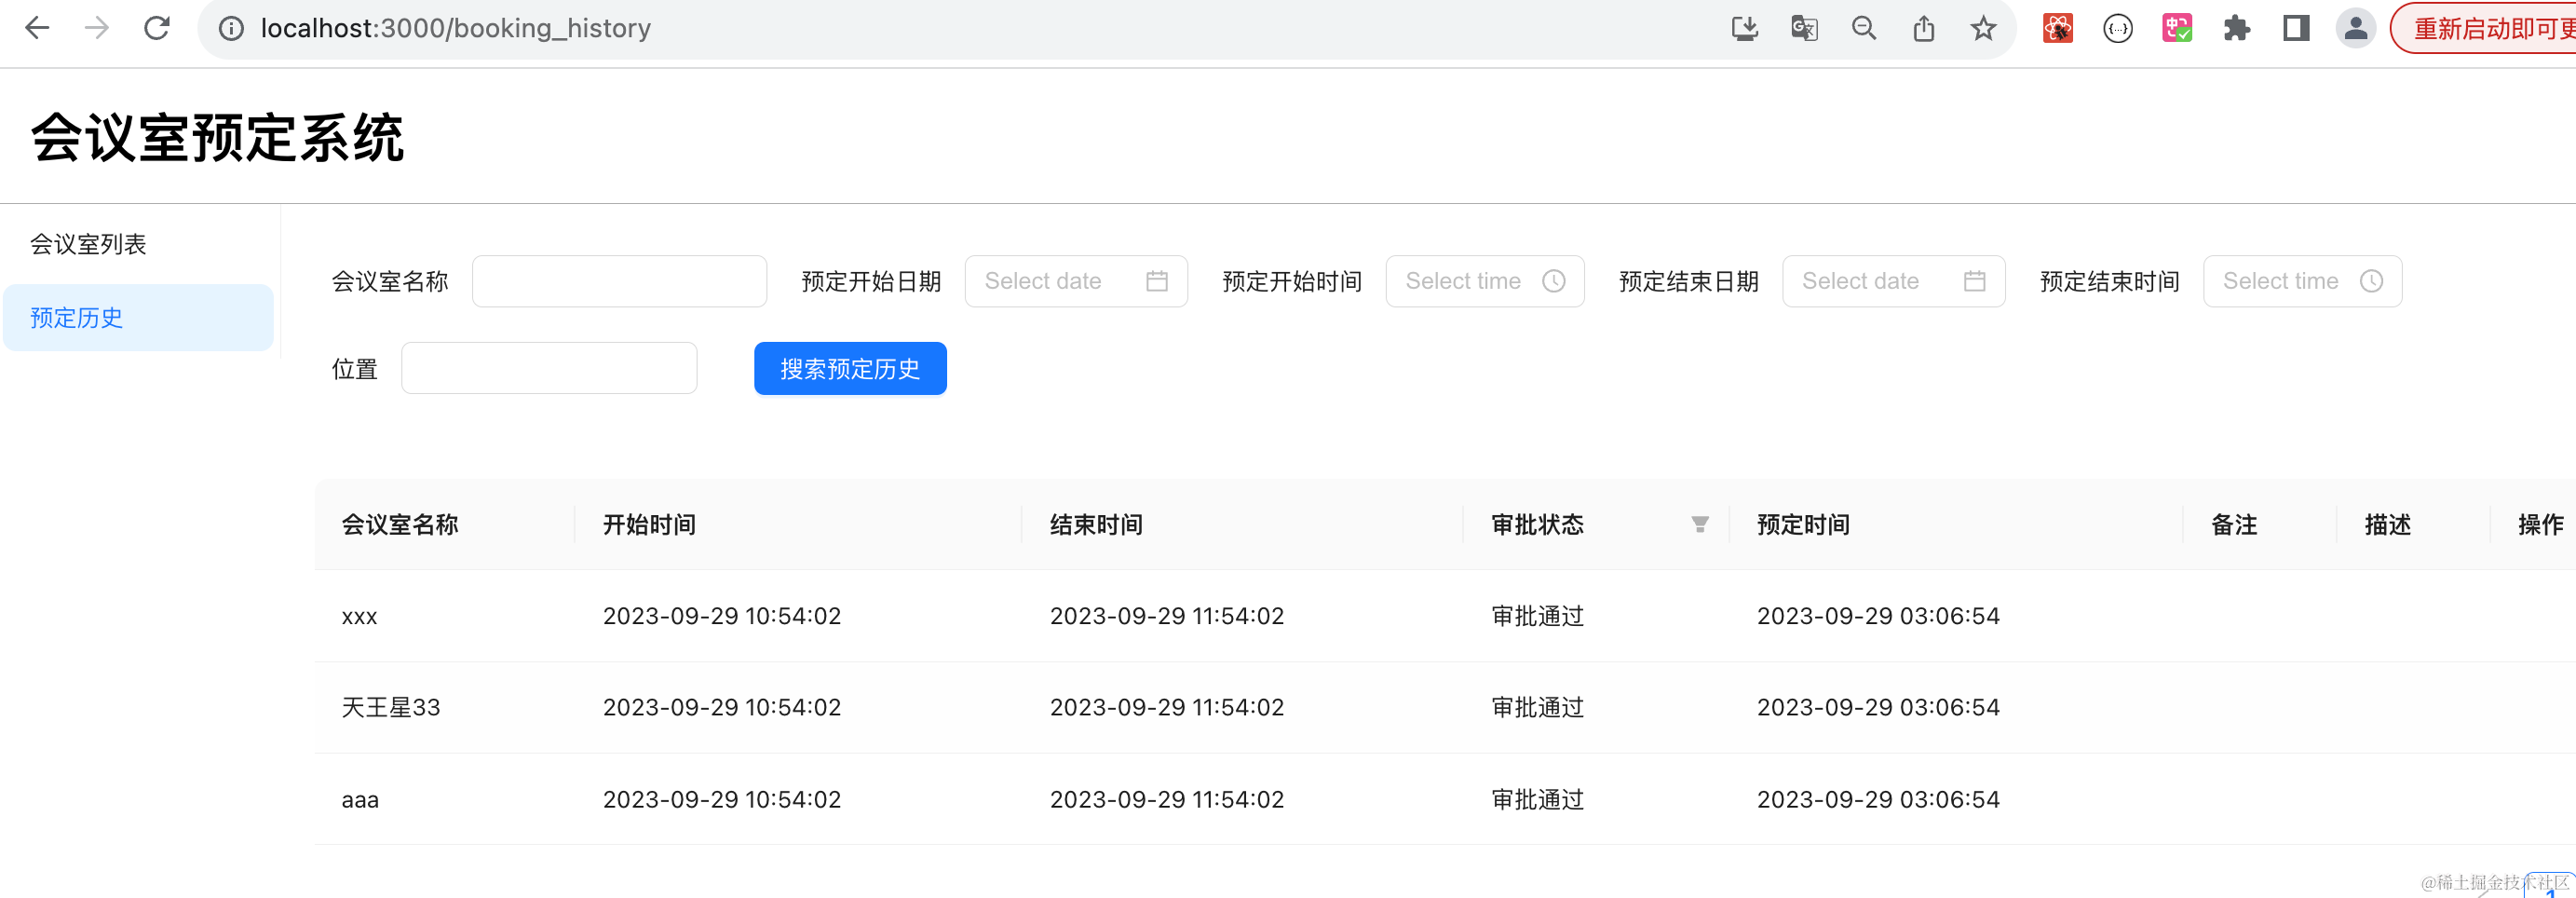 localhost:3000/booking_history
重新启动即可更
会议室预定系统
会议室列表
预定历史
会议室名称 预定开始日期 Select date 预定开始时间 Select time 预定结束日期 Select date 预定结束时间 Select time
位置 搜索预定历史
会议室名称 开始时间 结束时间 审批状态 预定时间 备注 描述 操作
xxx 2023-09-29 10:54:02 2023-09-29 11:54:02 审批通过 2023-09-29 03:06:54
天王星33 2023-09-29 10:54:02 2023-09-29 11:54:02 审批通过 2023-09-29 03:06:54
aaa 2023-09-29 10:54:02 2023-09-29 11:54:02 审批通过 2023-09-29 03:06:54
1
@稀土掘金技术社区